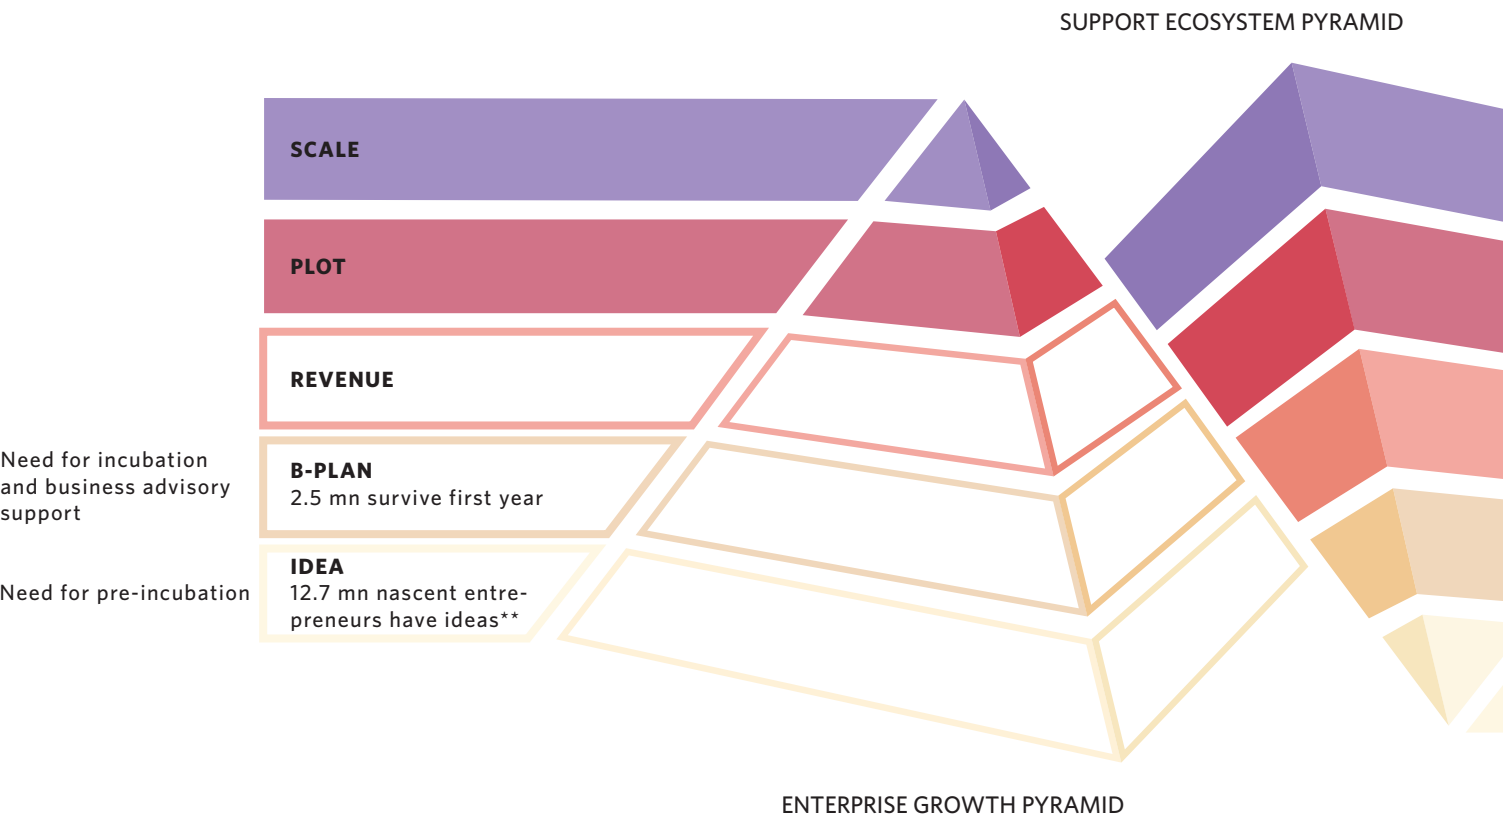 SUPPORT ECOSYSTEM PYRAMID
SCALE
PLOT
REVENUE
Need for incubation
and business advisory
support
B-PLAN
2.5 mn survive first year
Need for pre-incubation
IDEA
12.7 mn nascent entre-
preneurs have ideas**
ENTERPRISE GROWTH PYRAMID